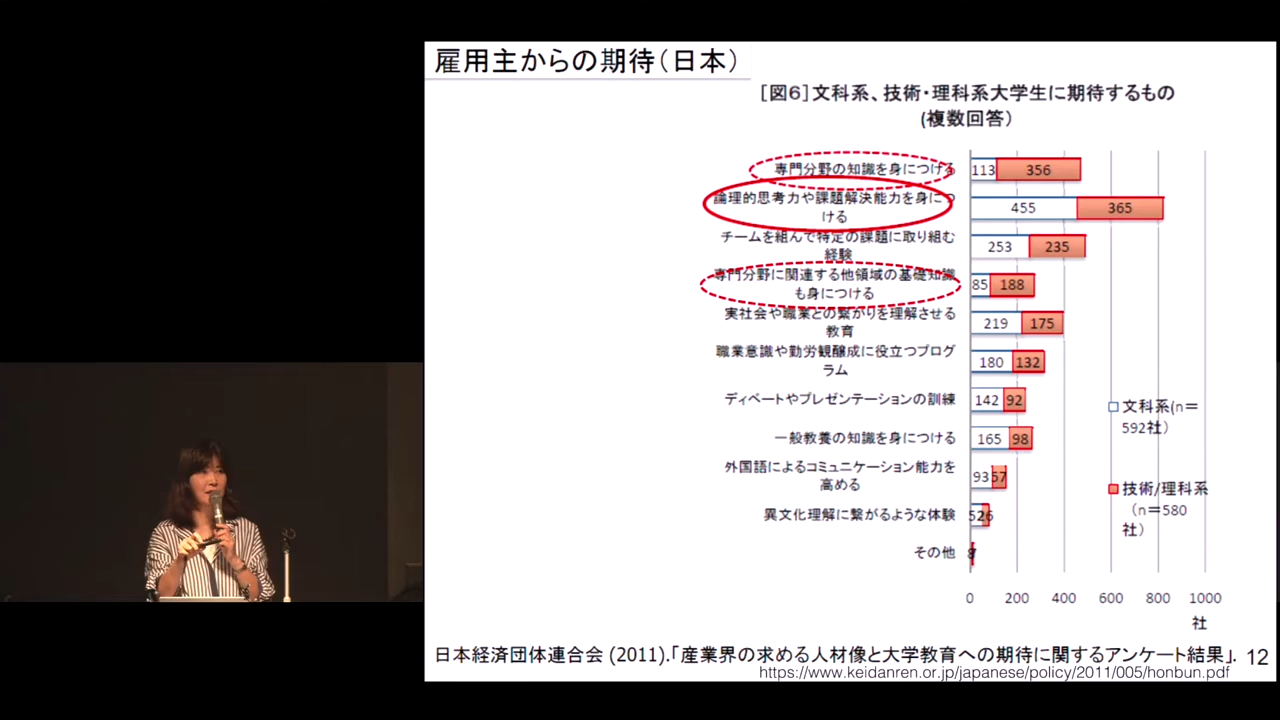 雇用主からの期待（日本）
［図６］文科系、技術・理科系大学生に期待するもの
(複数回答）
専門分野の知識を身につける
113 356
論理的思考力や課題解決能力を身につ
ける
455 365
チームを組んで特定の課題に取り組む
経験
253 235
専門分野に関連する他領域の基礎知識
も身につける
85 188
実社会や職業との繋がりを理解させる
教育
219 175
職業意識や勤労観醸成に役立つプログ
ラム
180 132
ディベートやプレゼンテーションの訓練
142 92
一般教養の知識を身につける
165 98
外国語によるコミュニケーション能力を
高める
93 57
異文化理解に繋がるような体験
52 26
その他
文科系(n＝
592社）
技術/理科系
（n＝580
社）
0 200 400 600 800 1000
社
日本経済団体連合会 (2011).「産業界の求める人材像と大学教育への期待に関するアンケート結果」. 12
https://www.keidanren.or.jp/japanese/policy/2011/005/honbun.pdf